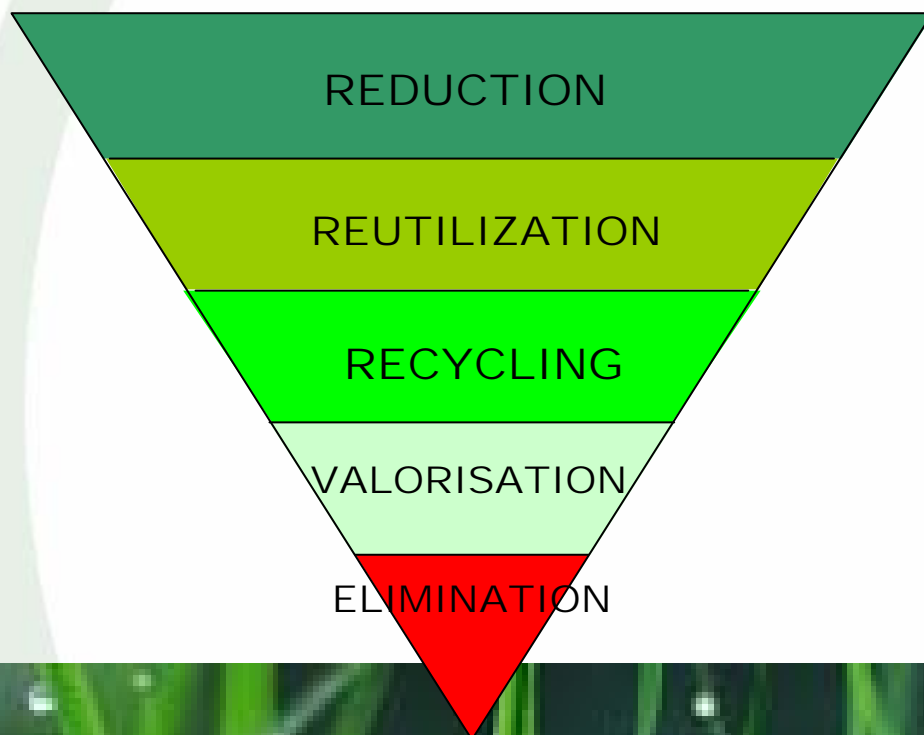 REDUCTION
REUTILIZATION
RECYCLING
VALORISATION
ELIMINATION